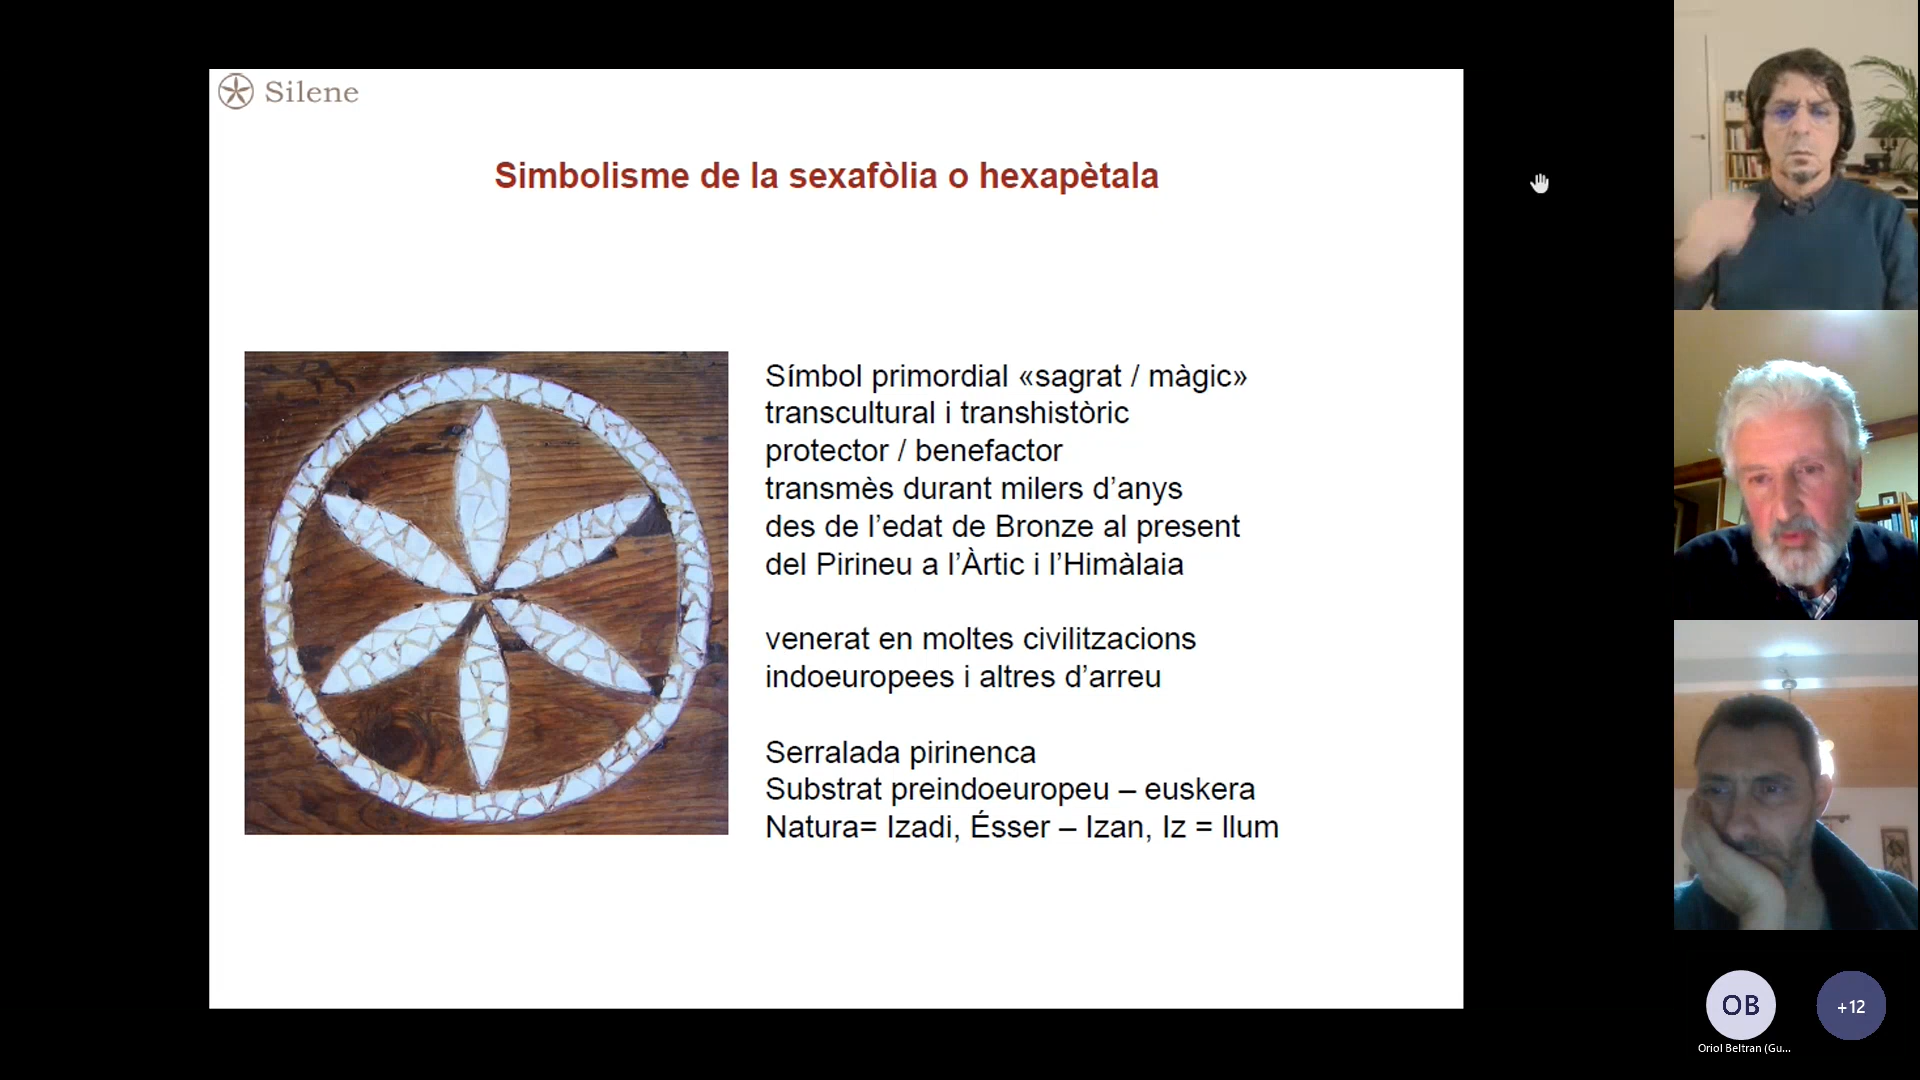 Silene
Simbolisme de la sexafòlia o hexapètala
Símbol primordial «sagrat / màgic»
transcultural i transhistòric
protector / benefactor
transmès durant milers d’anys
des de l’edat de Bronze al present
del Pirineu a l’Àrtic i l’Himàlaia
venerat en moltes civilitzacions
indoeuropees i altres d’arreu
Serralada pirinenca
Substrat preindoeuropeu – euskera
Natura= Izadi, Ésser – Izan, Iz = llum
OB
+12
Oriol Beltran (Gu...